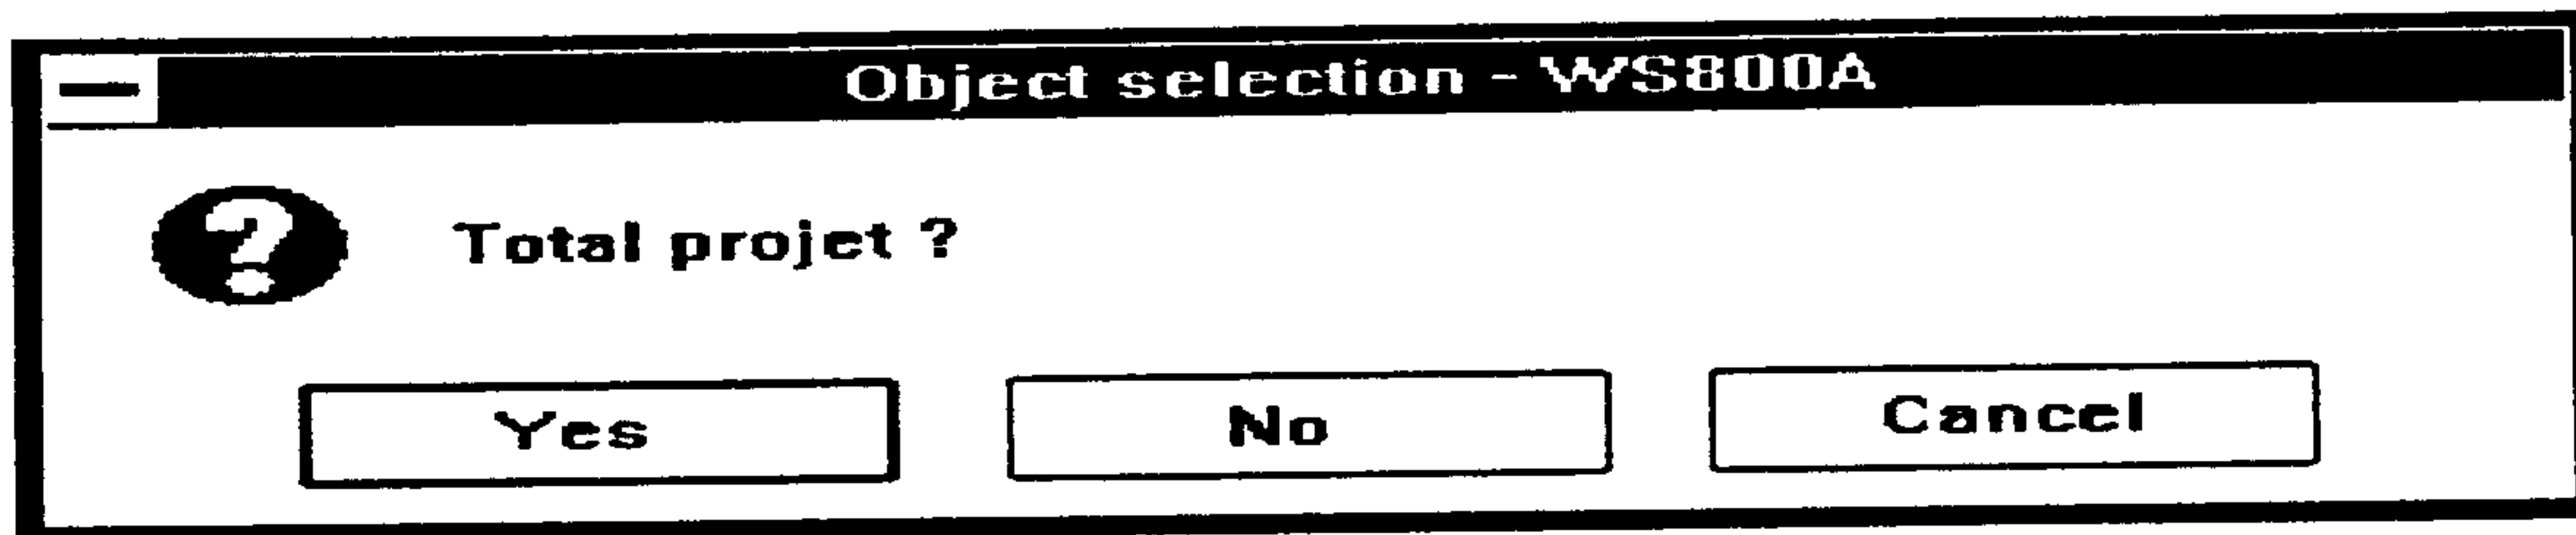 Object selection - WS800A
Total projet ?
Yes No Cancel